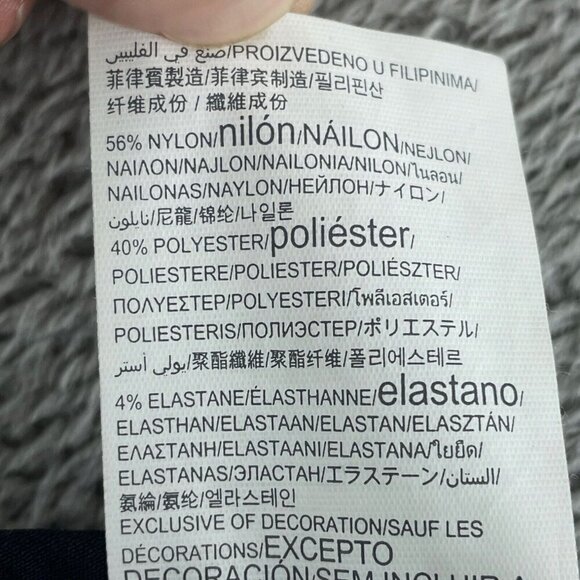 صنع في الفلبيين/PROIZVEDENO U FILIPINIMA/
菲律賓製造/菲律宾制造/필리핀산
纤维成份 / 纖維成份
56% NYLON/nilón/NÁILON/NEJLON/
ΝΑΙΛΟΝ/NAJLON/NAILONIA/NILON/ไนลอน/
NAILONAS/NAYLON/НЕЙЛОН/ナイロン/
نايلون/尼龍/锦纶/나일론
40% POLYESTER/poliéster/
POLIESTERE/POLIESTER/POLIÉSZTER/
ΠΟΛΥΕΣΤΕΡ/POLYESTERI/โพลีเอสเตอร์/
POLIESTERIS/ПОЛИЭСТЕР/ポリエステル/
يولي أستر/聚酯纖維/聚酯纤维/폴리에스테르
4% ELASTANE/ÉLASTHANNE/elastano/
ELASTHAN/ELASTAAN/ELASTAN/ELASZTÁN/
ΕΛΑΣΤΑΝΗ/ELASTAANI/ELASTANA/ใยยืด/
ELASTANAS/ЭЛАСТАН/エラステーン/الستان/
氨綸/氨纶/엘라스테인
EXCLUSIVE OF DECORATION/SAUF LES
DÉCORATIONS/EXCEPTO
DECORACIÓN/SEM INCLUIR A